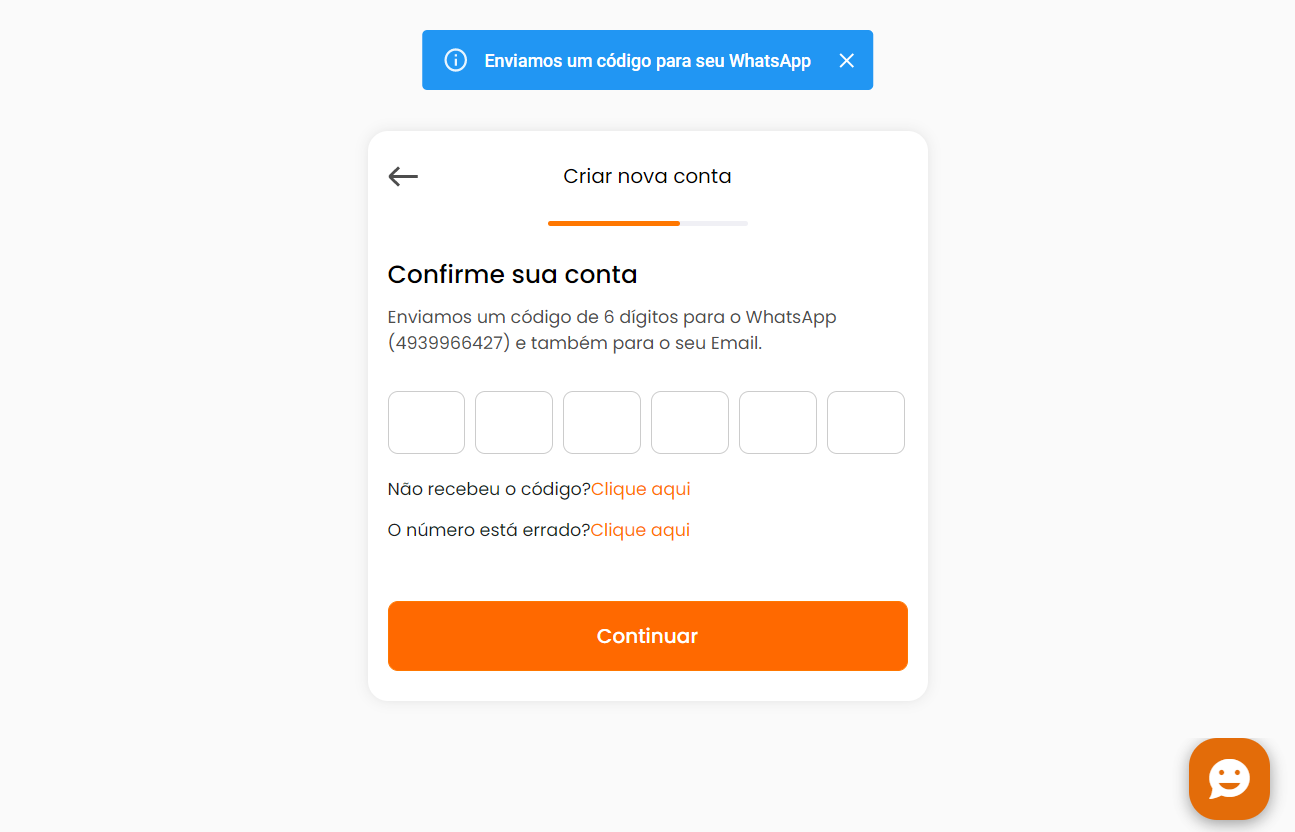 Enviamos um código para seu WhatsApp
Criar nova conta
Confirme sua conta
Enviamos um código de 6 dígitos para o WhatsApp
(4939966427) e também para o seu Email.
Não recebeu o código?Clique aqui
O número está errado?Clique aqui
Continuar